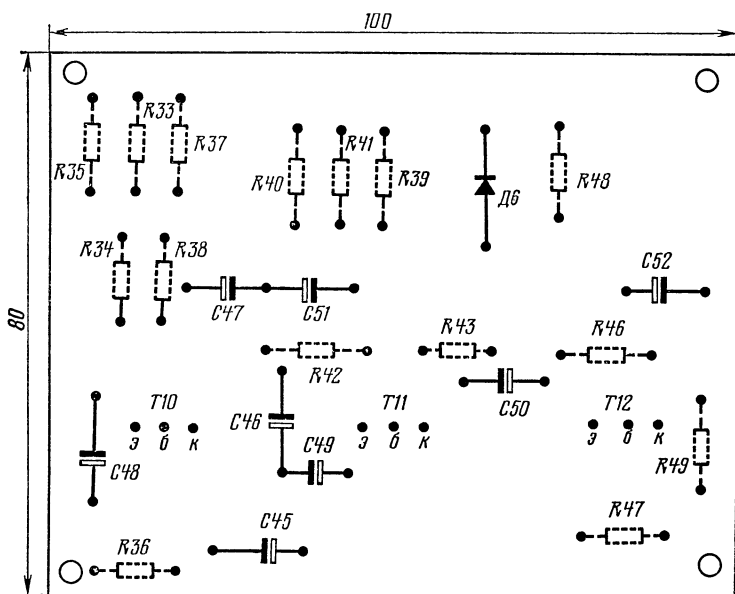 100
R33
R35
R37
R41
R40
R39
Д6
R48
R34
R38
C52
80
C47
C51
R43
R46
R42
C50
T10
C46
T11
T12
э б к
э б к
э б к
C48
C49
R49
R47
C45
R36